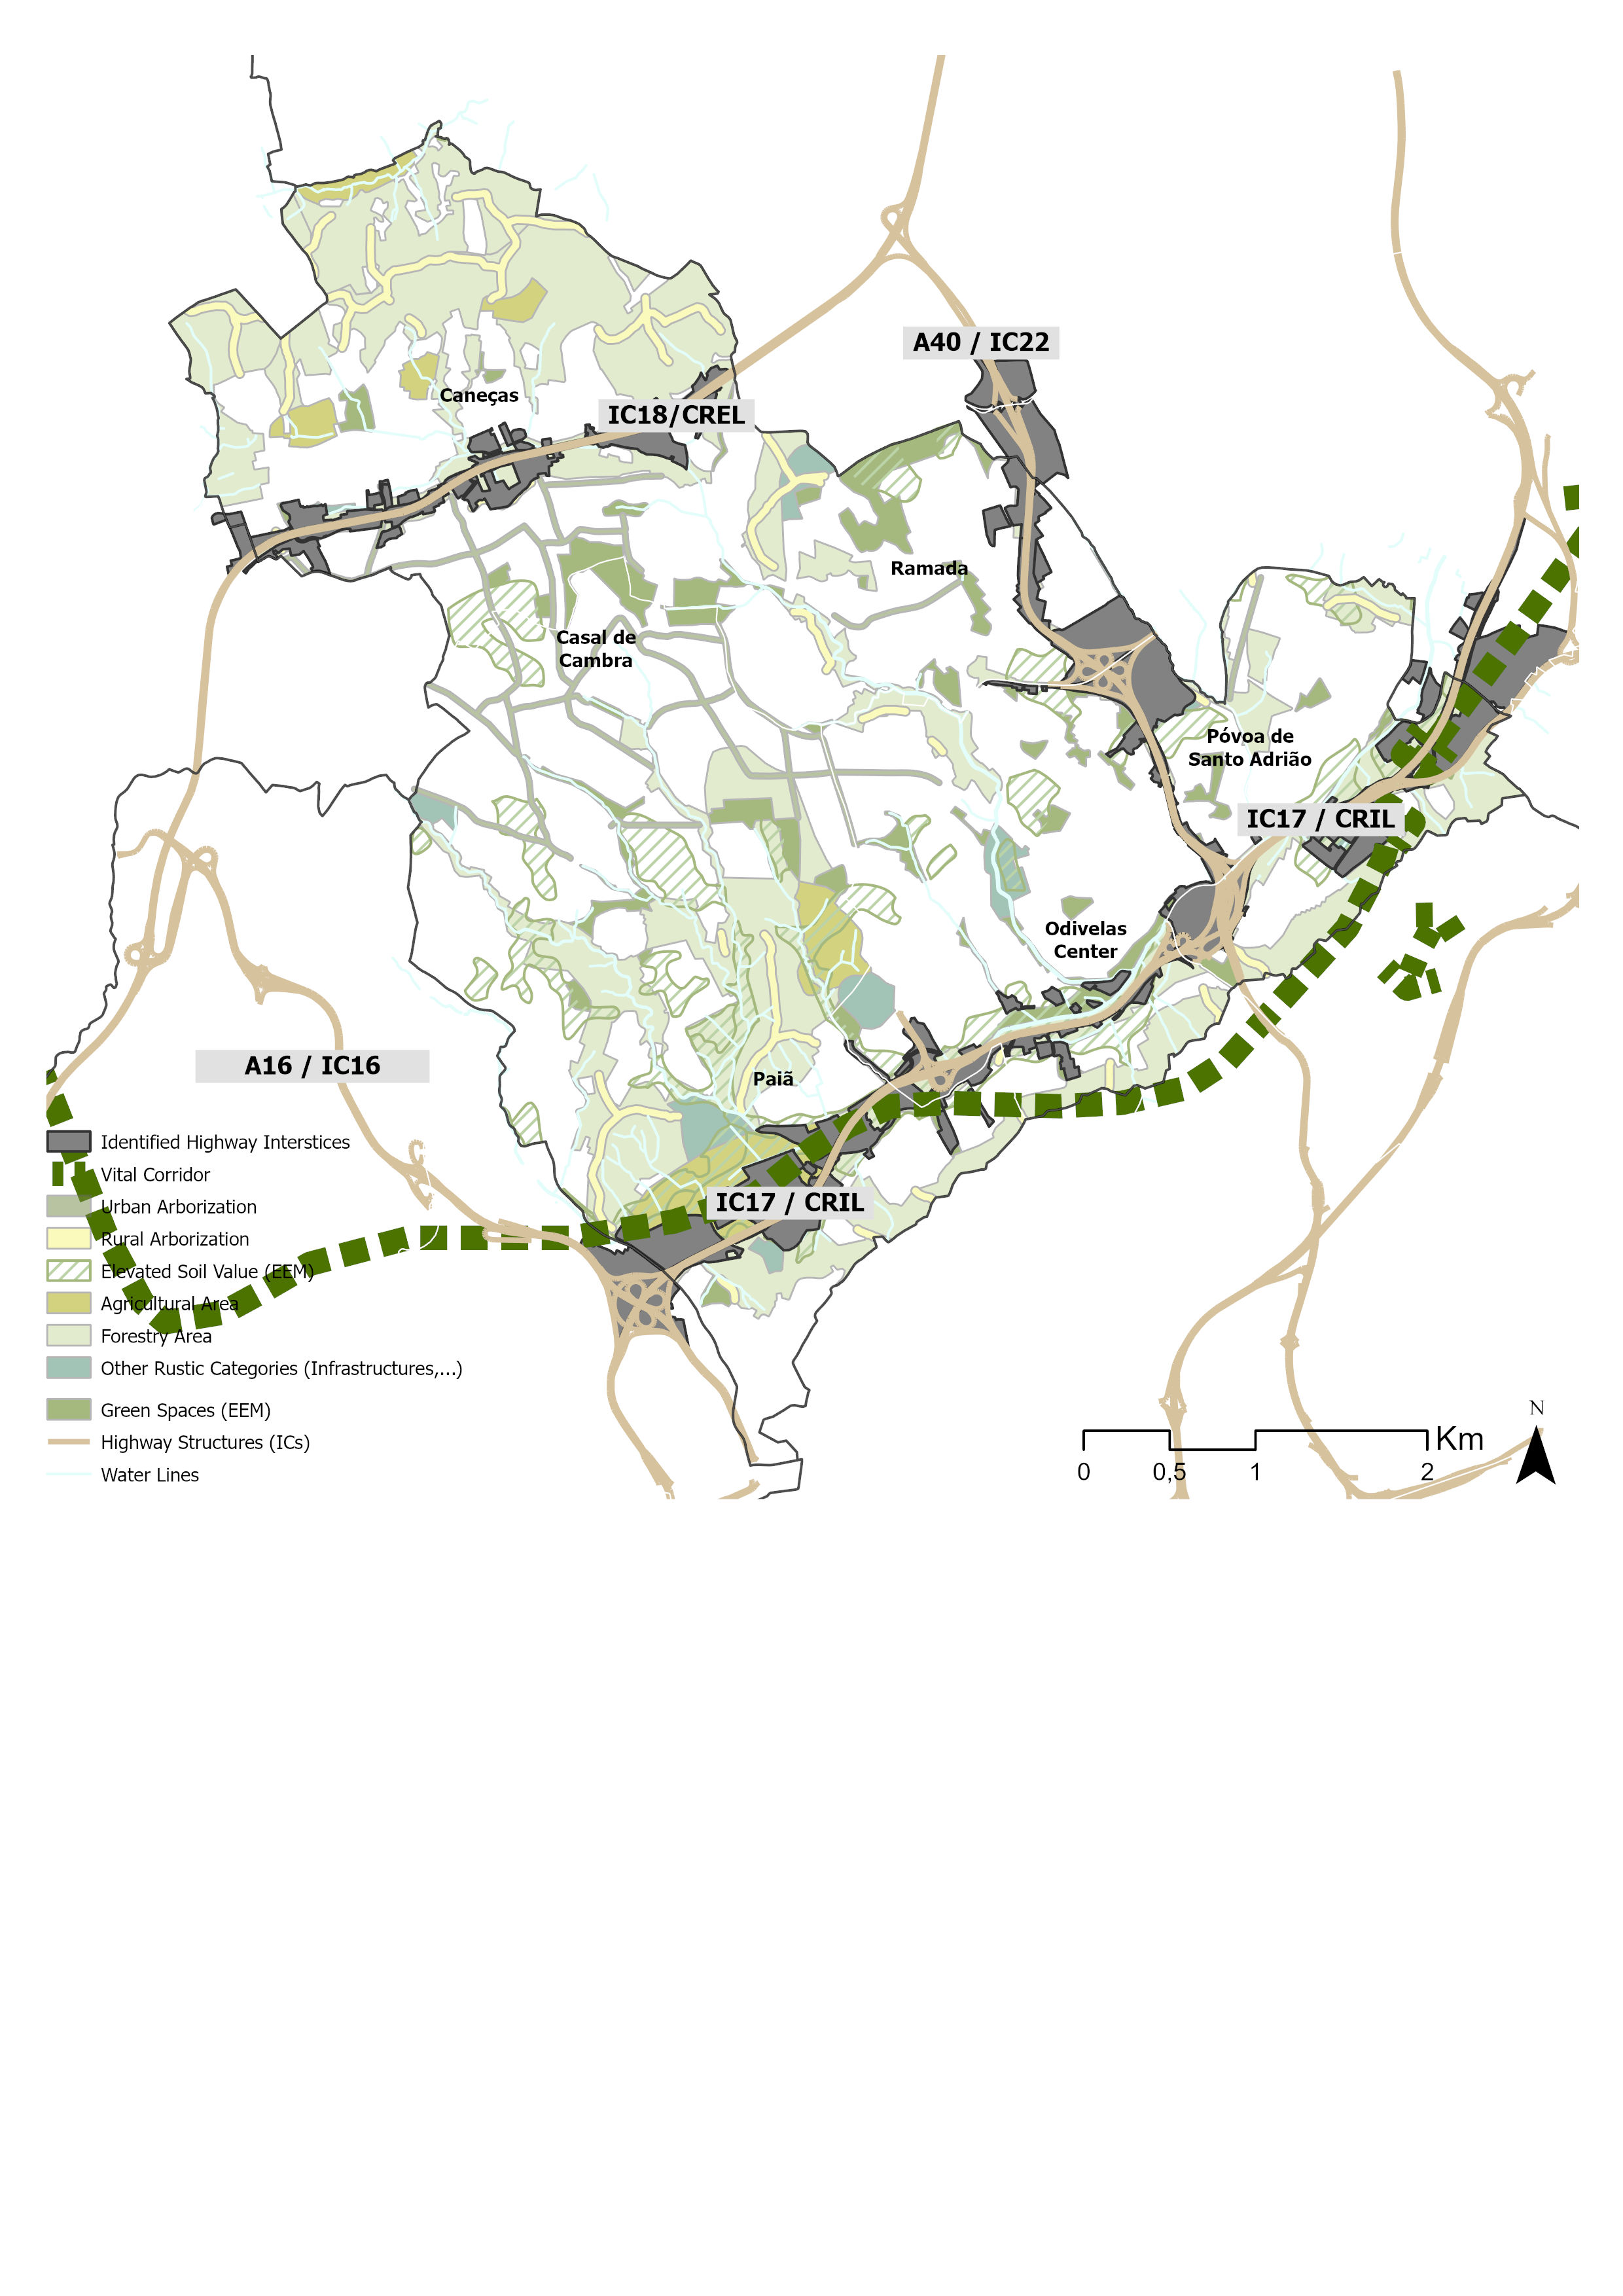 A40 / IC22
Caneças
IC18/CREL
Ramada
Casal de
Cambra
Póvoa de
Santo Adrião
IC17 / CRIL
Odivelas
Center
A16 / IC16
Paiã
IC17 / CRIL
Identified Highway Interstices
Vital Corridor
Urban Arborization
Rural Arborization
Elevated Soil Value (EEM)
Agricultural Area
Forestry Area
Other Rustic Categories (Infrastructures,...)
Green Spaces (EEM)
Highway Structures (ICs)
Water Lines
N
Km
0 0,5 1 2